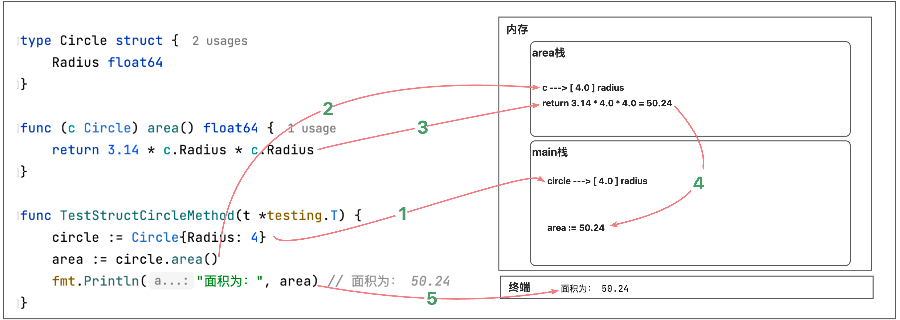 type Circle struct { 2 usages
Radius float64
}
func (c Circle) area() float64 { 1 usage
return 3.14 * c.Radius * c.Radius
}
func TestStructCircleMethod(t *testing.T) {
circle := Circle{Radius: 4}
area := circle.area()
fmt.Println( a...: "面积为：", area) // 面积为： 50.24
}
2
3
1
5
内存
area栈
c ---> [ 4.0 ] radius
return 3.14 * 4.0 * 4.0 = 50.24
main栈
circle ---> [ 4.0 ] radius
4
area := 50.24
终端
面积为： 50.24